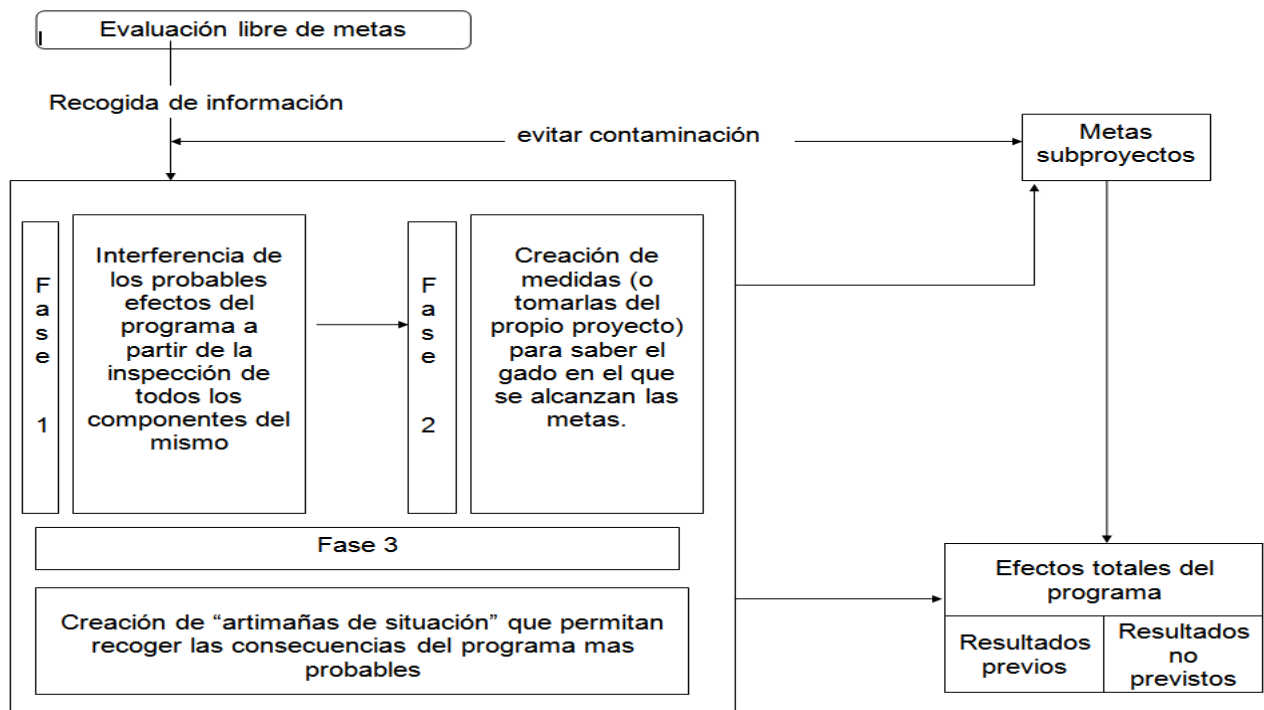 Evaluación libre de metas
Recogida de información
evitar contaminación
Metas
subproyectos
Fase 1
Interferencia de
los probables
efectos del
programa a
partir de la
inspección de
todos los
componentes del
mismo
Fase 2
Creación de
medidas (o
tomarlas del
propio proyecto)
para saber el
gado en el que
se alcanzan las
metas.
Fase 3
Creación de “artimañas de situación” que permitan
recoger las consecuencias del programa mas
probables
Efectos totales del
programa
Resultados
previos
Resultados
no
previstos